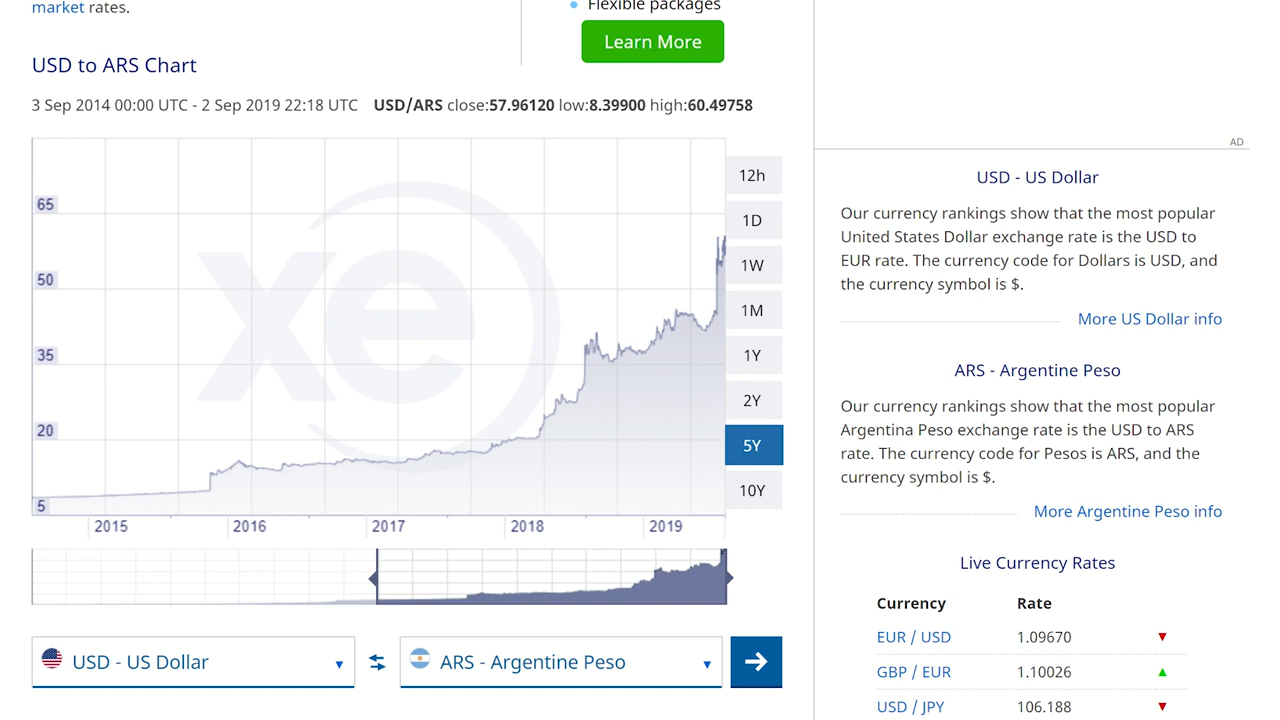 market rates.
Flexible packages
Learn More
USD to ARS Chart
3 Sep 2014 00:00 UTC - 2 Sep 2019 22:18 UTC USD/ARS close:57.96120 low:8.39900 high:60.49758
xe
65
50
35
20
5
2015 2016 2017 2018 2019
12h
1D
1W
1M
1Y
2Y
5Y
10Y
USD - US Dollar
ARS - Argentine Peso
AD
USD - US Dollar
Our currency rankings show that the most popular
United States Dollar exchange rate is the USD to
EUR rate. The currency code for Dollars is USD, and
the currency symbol is $.
More US Dollar info
ARS - Argentine Peso
Our currency rankings show that the most popular
Argentina Peso exchange rate is the USD to ARS
rate. The currency code for Pesos is ARS, and the
currency symbol is $.
More Argentine Peso info
Live Currency Rates
Currency Rate
EUR / USD 1.09670 ▼
GBP / EUR 1.10026 ▲
USD / JPY 106.188 ▼